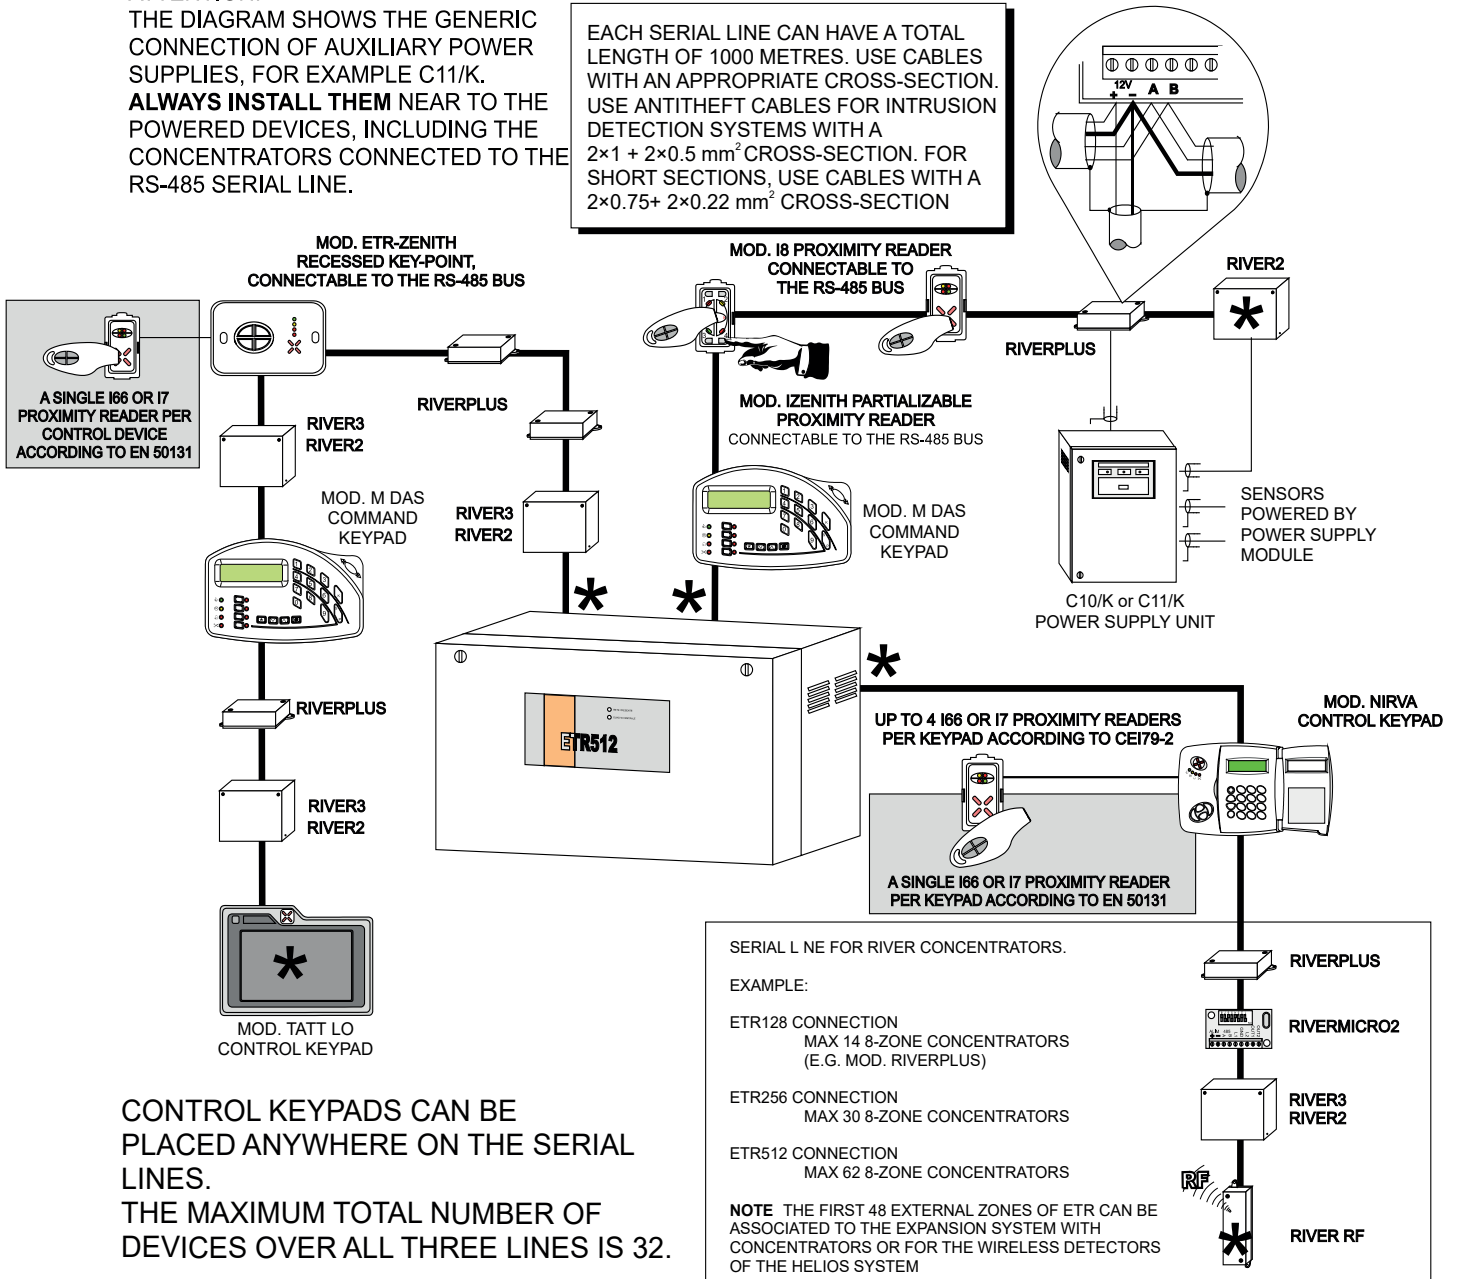 THE DIAGRAM SHOWS THE GENERIC
CONNECTION OF AUXILIARY POWER
SUPPLIES, FOR EXAMPLE C11/K.
ALWAYS INSTALL THEM NEAR TO THE
POWERED DEVICES, INCLUDING THE
CONCENTRATORS CONNECTED TO THE
RS-485 SERIAL LINE.
EACH SERIAL LINE CAN HAVE A TOTAL
LENGTH OF 1000 METRES. USE CABLES
WITH AN APPROPRIATE CROSS-SECTION.
USE ANTITHEFT CABLES FOR INTRUSION
DETECTION SYSTEMS WITH A
2×1 + 2×0.5 mm² CROSS-SECTION. FOR
SHORT SECTIONS, USE CABLES WITH A
2×0.75+ 2×0.22 mm² CROSS-SECTION
12V
+ − A B
MOD. ETR-ZENITH
RECESSED KEY-POINT,
CONNECTABLE TO THE RS-485 BUS
MOD. I8 PROXIMITY READER
CONNECTABLE TO
THE RS-485 BUS
RIVER2
*
RIVERPLUS
A SINGLE I66 OR I7
PROXIMITY READER PER
CONTROL DEVICE
ACCORDING TO EN 50131
RIVERPLUS
RIVER3
RIVER2
MOD. IZENITH PARTIALIZABLE
PROXIMITY READER
CONNECTABLE TO THE RS-485 BUS
MOD. M DAS
COMMAND
KEYPAD
RIVER3
RIVER2
MOD. M DAS
COMMAND
KEYPAD
SENSORS
POWERED BY
POWER SUPPLY
MODULE
C10/K or C11/K
POWER SUPPLY UNIT
* *
*
ETR512
RIVERPLUS
RIVER3
RIVER2
*
MOD. TATT LO
CONTROL KEYPAD
MOD. NIRVA
CONTROL KEYPAD
UP TO 4 I66 OR I7 PROXIMITY READERS
PER KEYPAD ACCORDING TO CEI79-2
A SINGLE I66 OR I7 PROXIMITY READER
PER KEYPAD ACCORDING TO EN 50131
SERIAL L NE FOR RIVER CONCENTRATORS.
EXAMPLE:
ETR128 CONNECTION
MAX 14 8-ZONE CONCENTRATORS
(E.G. MOD. RIVERPLUS)
ETR256 CONNECTION
MAX 30 8-ZONE CONCENTRATORS
ETR512 CONNECTION
MAX 62 8-ZONE CONCENTRATORS
NOTE THE FIRST 48 EXTERNAL ZONES OF ETR CAN BE
ASSOCIATED TO THE EXPANSION SYSTEM WITH
CONCENTRATORS OR FOR THE WIRELESS DETECTORS
OF THE HELIOS SYSTEM
RIVERPLUS
RIVERMICRO2
RIVER3
RIVER2
RF
*
RIVER RF
CONTROL KEYPADS CAN BE
PLACED ANYWHERE ON THE SERIAL
LINES.
THE MAXIMUM TOTAL NUMBER OF
DEVICES OVER ALL THREE LINES IS 32.